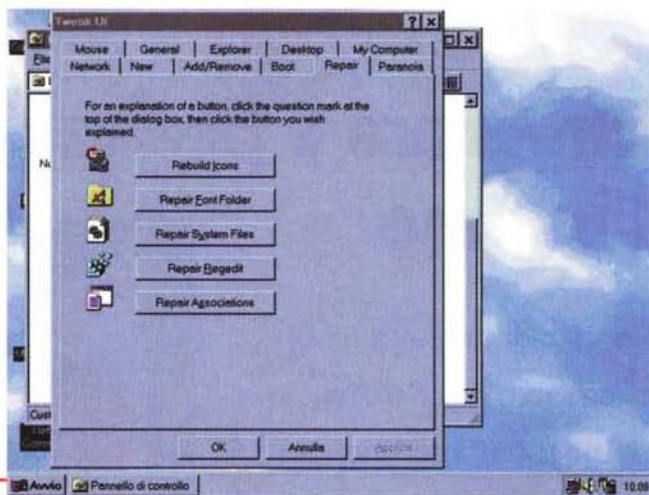 Tweak UI
Mouse General Explorer Desktop My Computer
Network New Add/Remove Boot Repair Paranoia
For an explanation of a button, click the question mark at the
top of the dialog box, then click the button you wish
explained.
Rebuild Icons
Repair Font Folder
Repair System Files
Repair Regedit
Repair Associations
OK Annulla Applica
Avvio Pannello di controllo